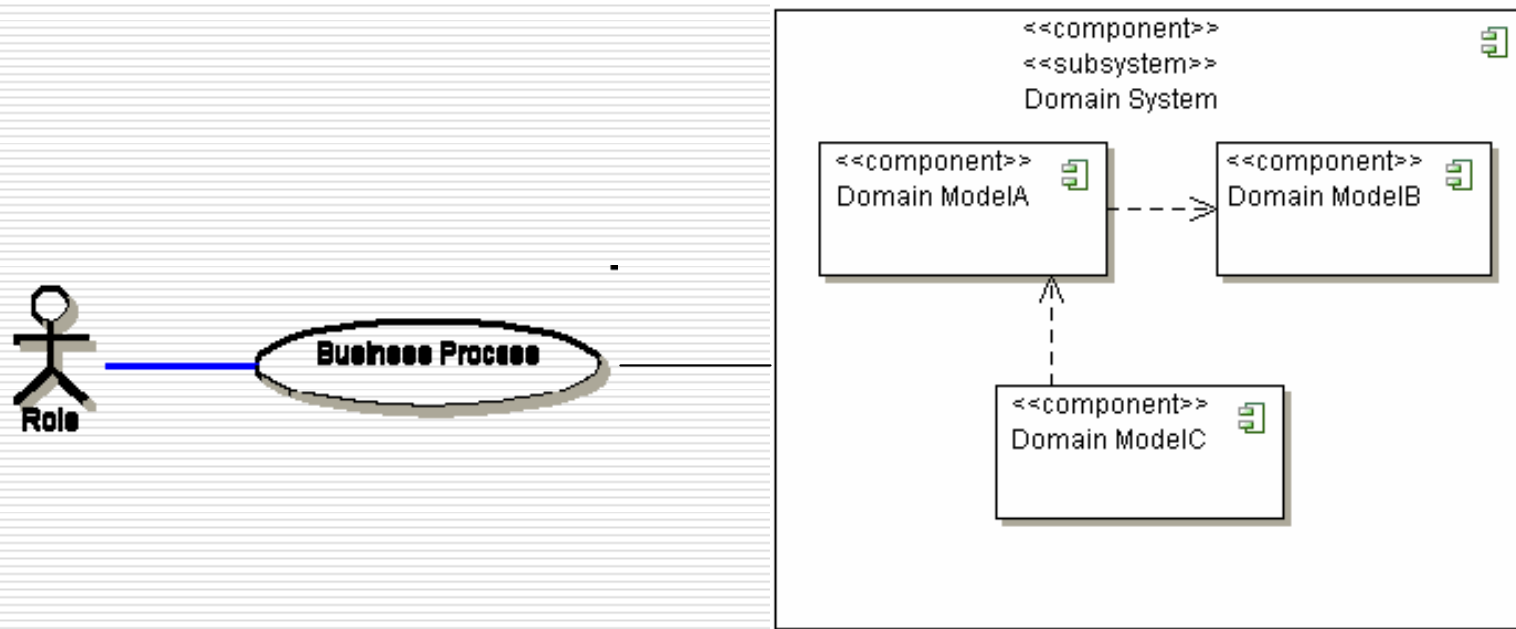 <<component>>
<<subsystem>>
Domain System
<<component>>
Domain ModelA
<<component>>
Domain ModelB
Business Process
Role
<<component>>
Domain ModelC